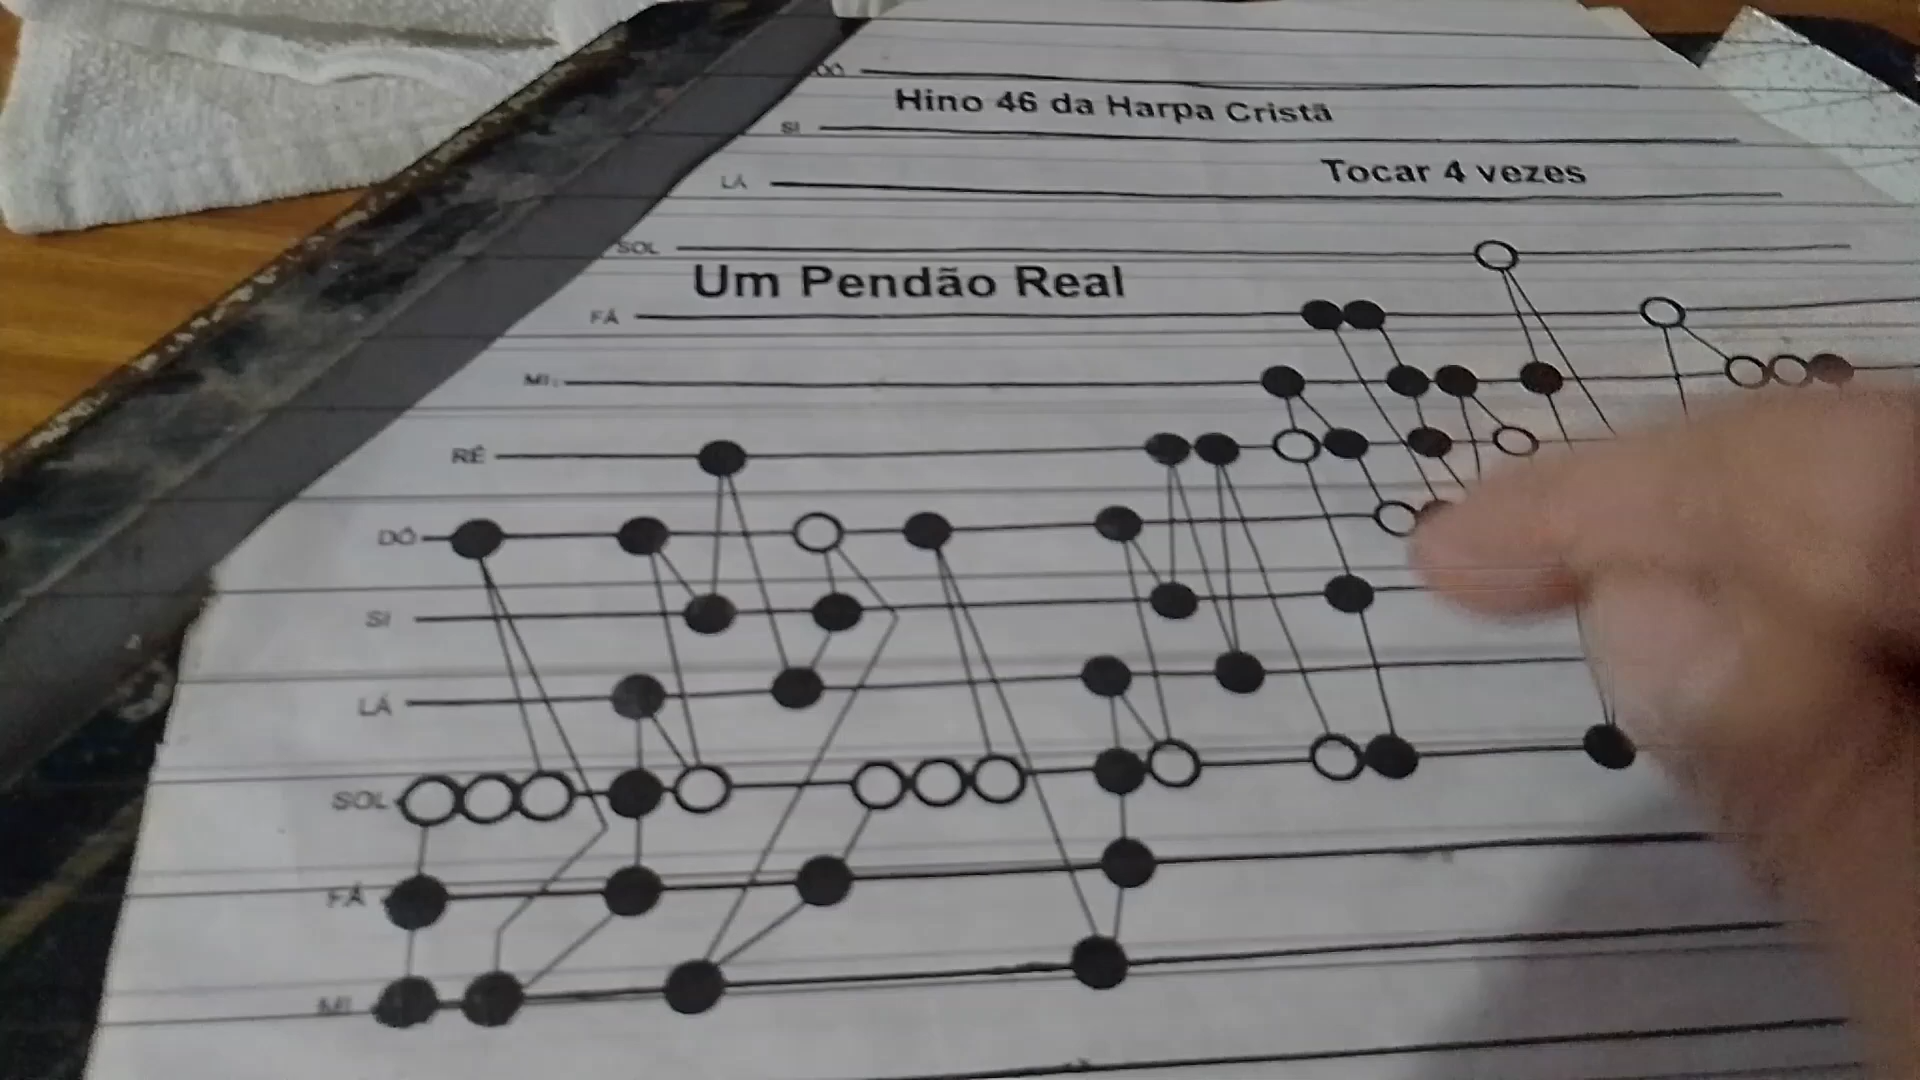 DÓ
Hino 46 da Harpa Cristã
SI
LÁ
Tocar 4 vezes
SOL
Um Pendão Real
FÁ
MI
RÉ
DÓ
SI
LÁ
SOL
FÁ
MI